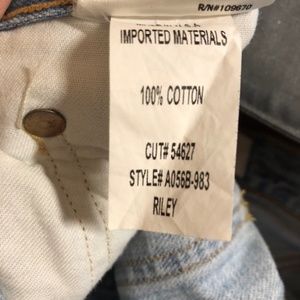 R/N#109670
IMPORTED MATERIALS
100% COTTON
CUT# 54627
STYLE# A056B-983
RILEY